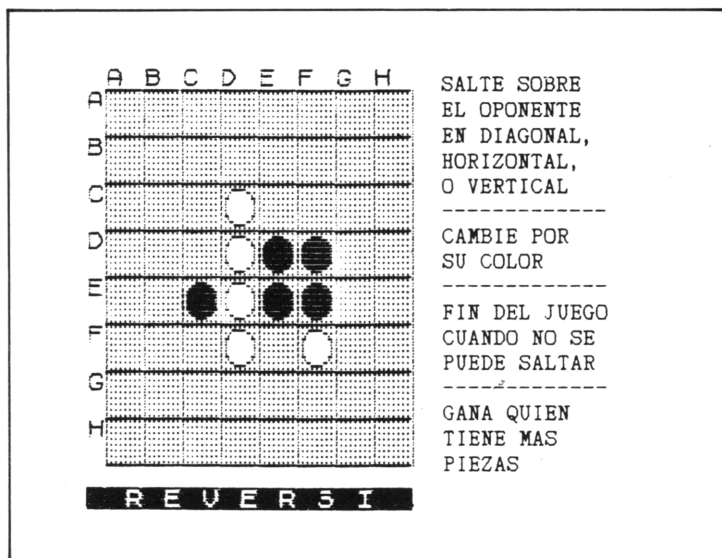 A B C D E F G H
A
B
C
D
E
F
G
H
SALTE SOBRE
EL OPONENTE
EN DIAGONAL,
HORIZONTAL,
O VERTICAL
-------------
CAMBIE POR
SU COLOR
-------------
FIN DEL JUEGO
CUANDO NO SE
PUEDE SALTAR
-------------
GANA QUIEN
TIENE MAS
PIEZAS
R E V E R S I